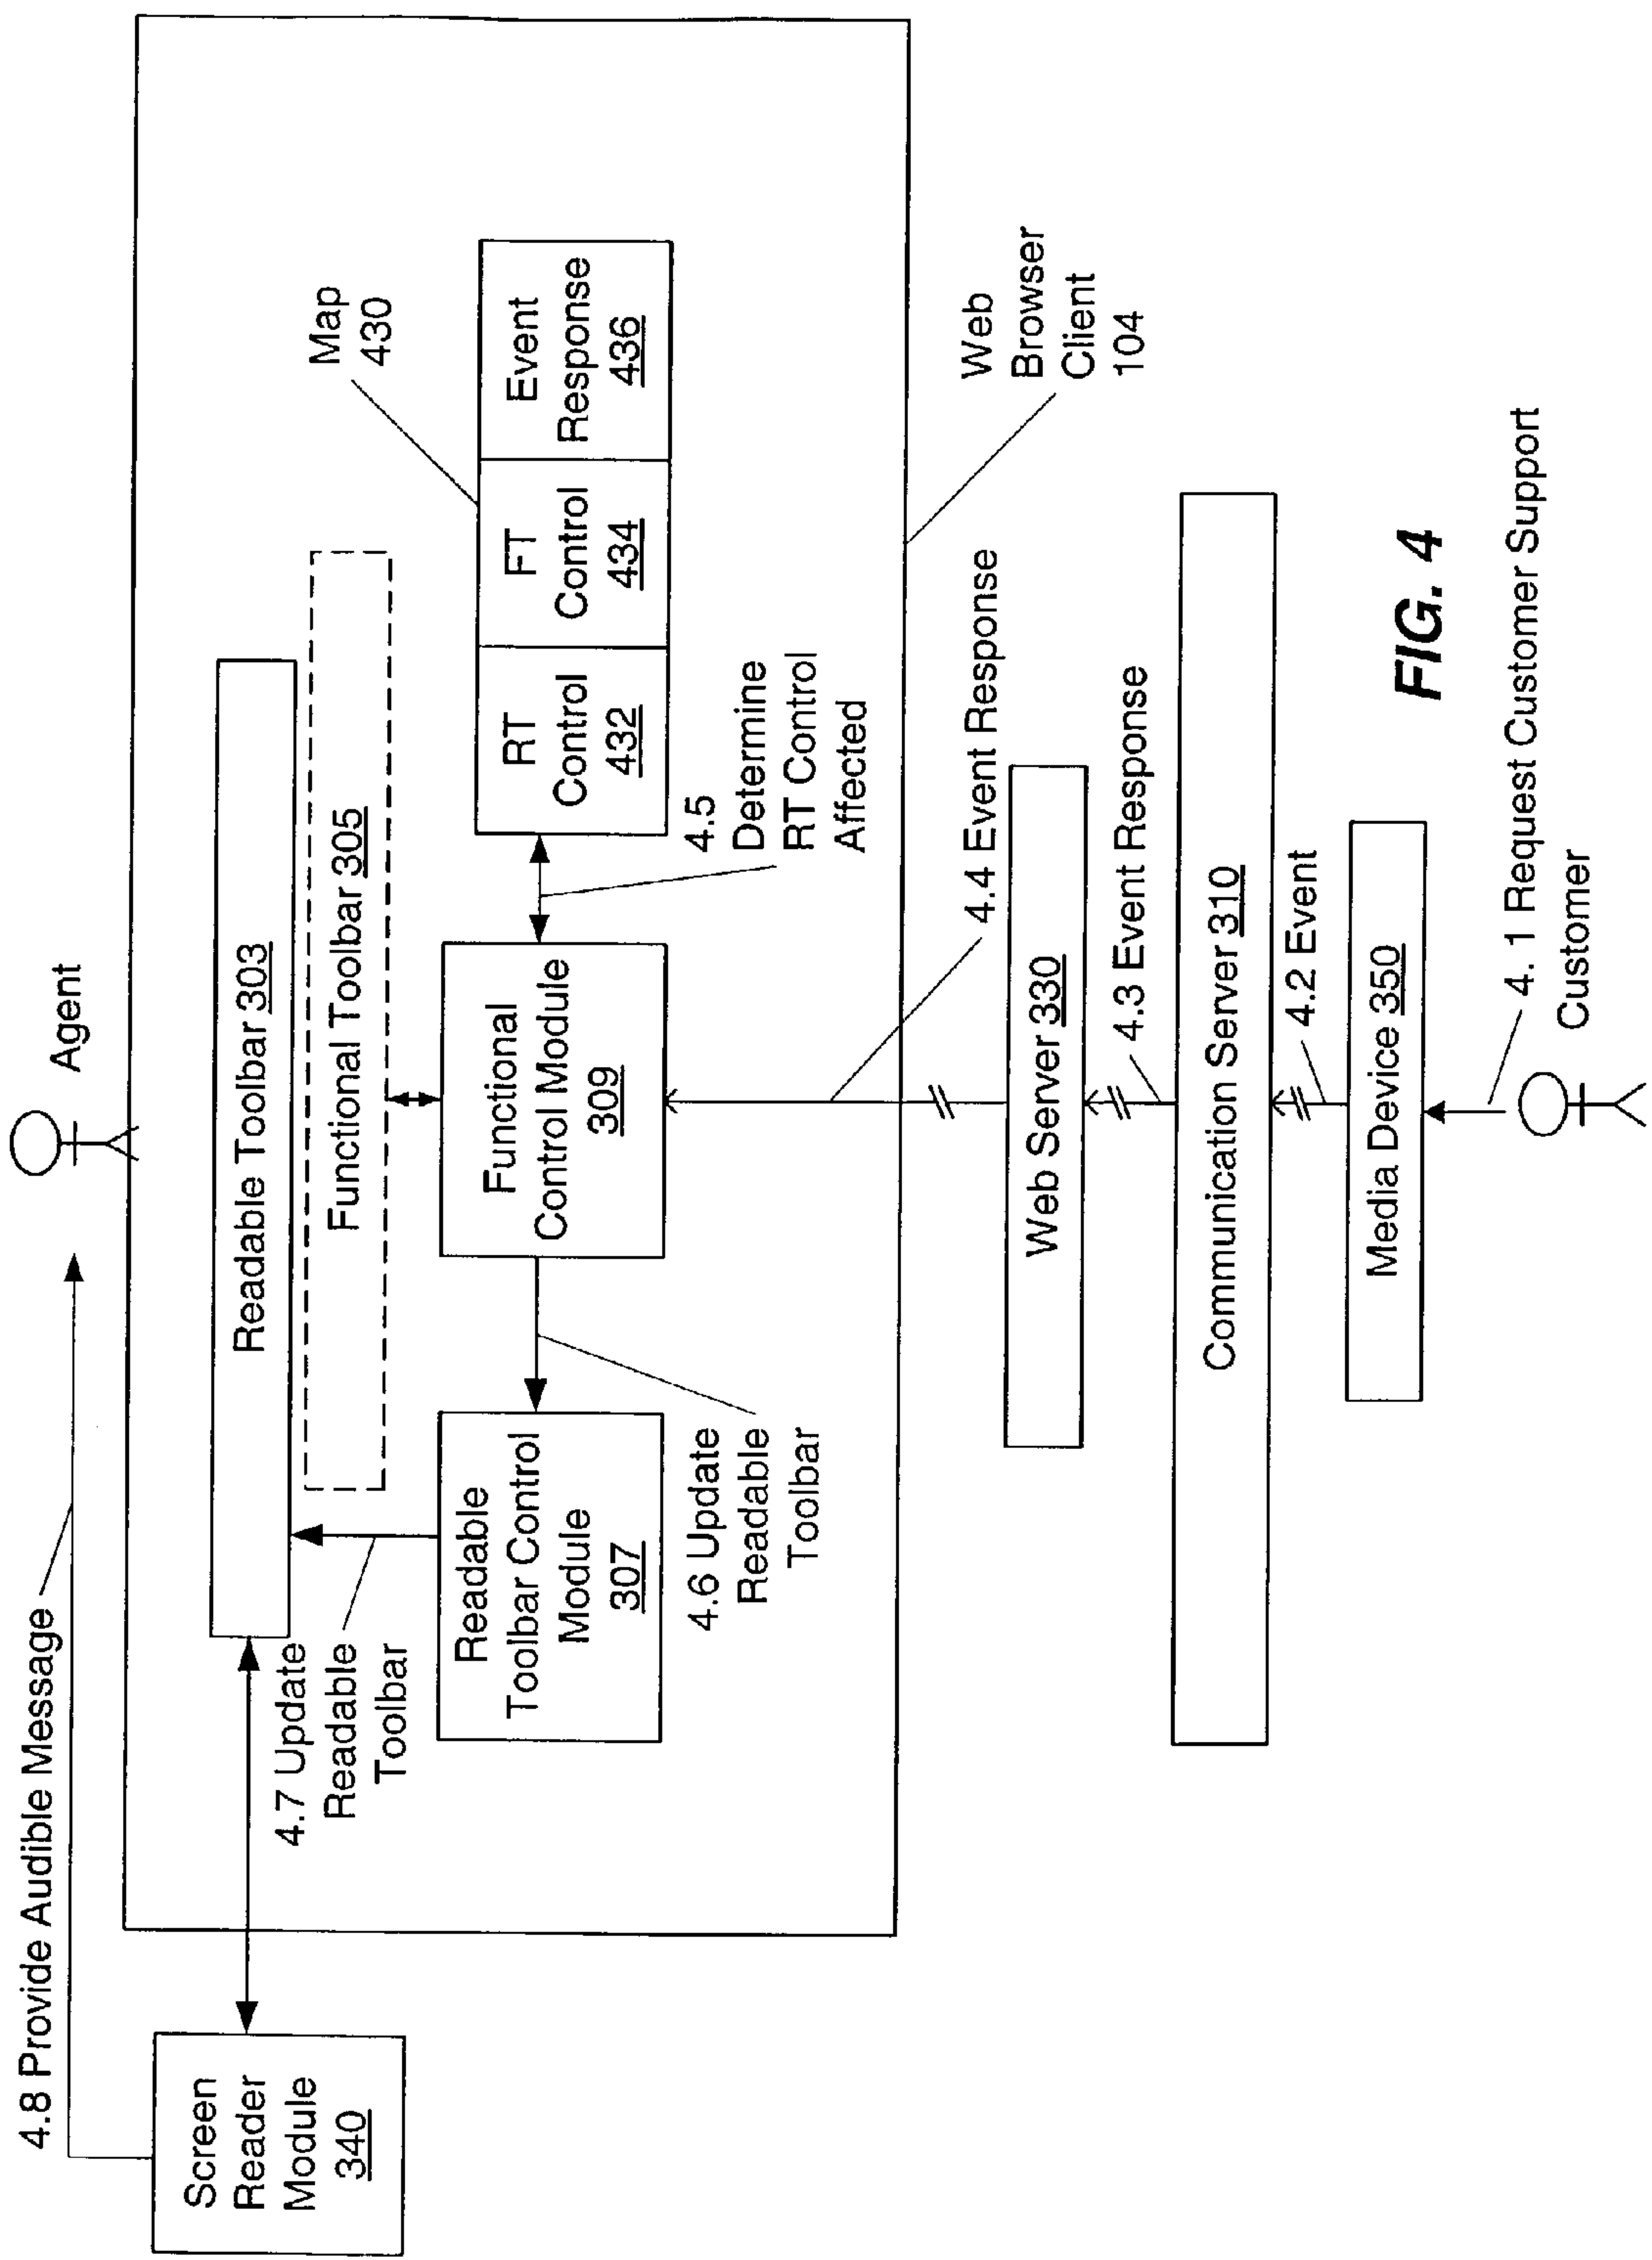 Agent
4.8 Provide Audible Message
Screen
Reader
Module
340
Readable Toolbar 303
Functional Toolbar 305
4.7 Update
Readable
Toolbar
Map
430
Readable
Toolbar Control
Module
307
Functional
Control Module
309
RT
Control
432
FT
Control
434
Event
Response
436
4.6 Update
Readable
Toolbar
4.5
Determine
RT Control
Affected
Web
Browser
Client
104
4.4 Event Response
Web Server 330
4.3 Event Response
Communication Server 310
4.2 Event
Media Device 350
4. 1 Request Customer Support
Customer
FIG. 4